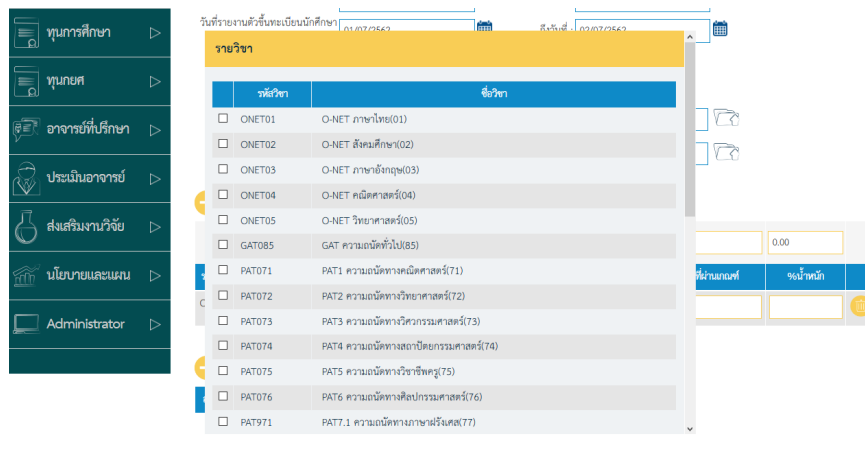 ทุนการศึกษา
ทุนกยศ
อาจารย์ที่ปรึกษา
ประเมินอาจารย์
ส่งเสริมงานวิจัย
นโยบายและแผน
Administrator
วันที่รายงานตัวขึ้นทะเบียนนักศึกษา 01/07/2562 ถึงวันที่ : 02/07/2562
รายวิชา
รหัสวิชา ชื่อวิชา
ONET01 O-NET ภาษาไทย(01)
ONET02 O-NET สังคมศึกษา(02)
ONET03 O-NET ภาษาอังกฤษ(03)
ONET04 O-NET คณิตศาสตร์(04)
ONET05 O-NET วิทยาศาสตร์(05)
GAT085 GAT ความถนัดทั่วไป(85)
PAT071 PAT1 ความถนัดทางคณิตศาสตร์(71)
PAT072 PAT2 ความถนัดทางวิทยาศาสตร์(72)
PAT073 PAT3 ความถนัดทางวิศวกรรมศาสตร์(73)
PAT074 PAT4 ความถนัดทางสถาปัตยกรรมศาสตร์(74)
PAT075 PAT5 ความถนัดทางวิชาชีพครู(75)
PAT076 PAT6 ความถนัดทางศิลปกรรมศาสตร์(76)
PAT971 PAT7.1 ความถนัดทางภาษาฝรั่งเศส(77)
0.00
ที่ผ่านเกณฑ์ %น้ำหนัก